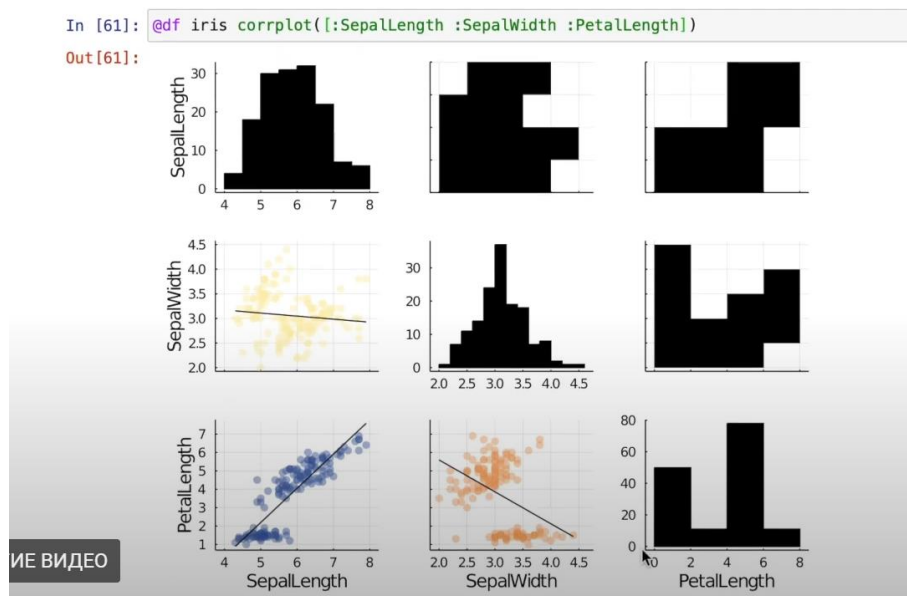 In [61]: @df iris corrplot([:SepalLength :SepalWidth :PetalLength])
Out[61]:
SepalLength
30
20
10
0
4 5 6 7 8
SepalWidth
4.5
4.0
3.5
3.0
2.5
2.0
30
20
10
0
2.0 2.5 3.0 3.5 4.0 4.5
PetalLength
7
6
5
4
3
2
1
80
60
40
20
0
4 5 6 7 8
2.0 2.5 3.0 3.5 4.0 4.5
0 2 4 6 8
ИЕ ВИДЕО
SepalLength
SepalWidth
PetalLength